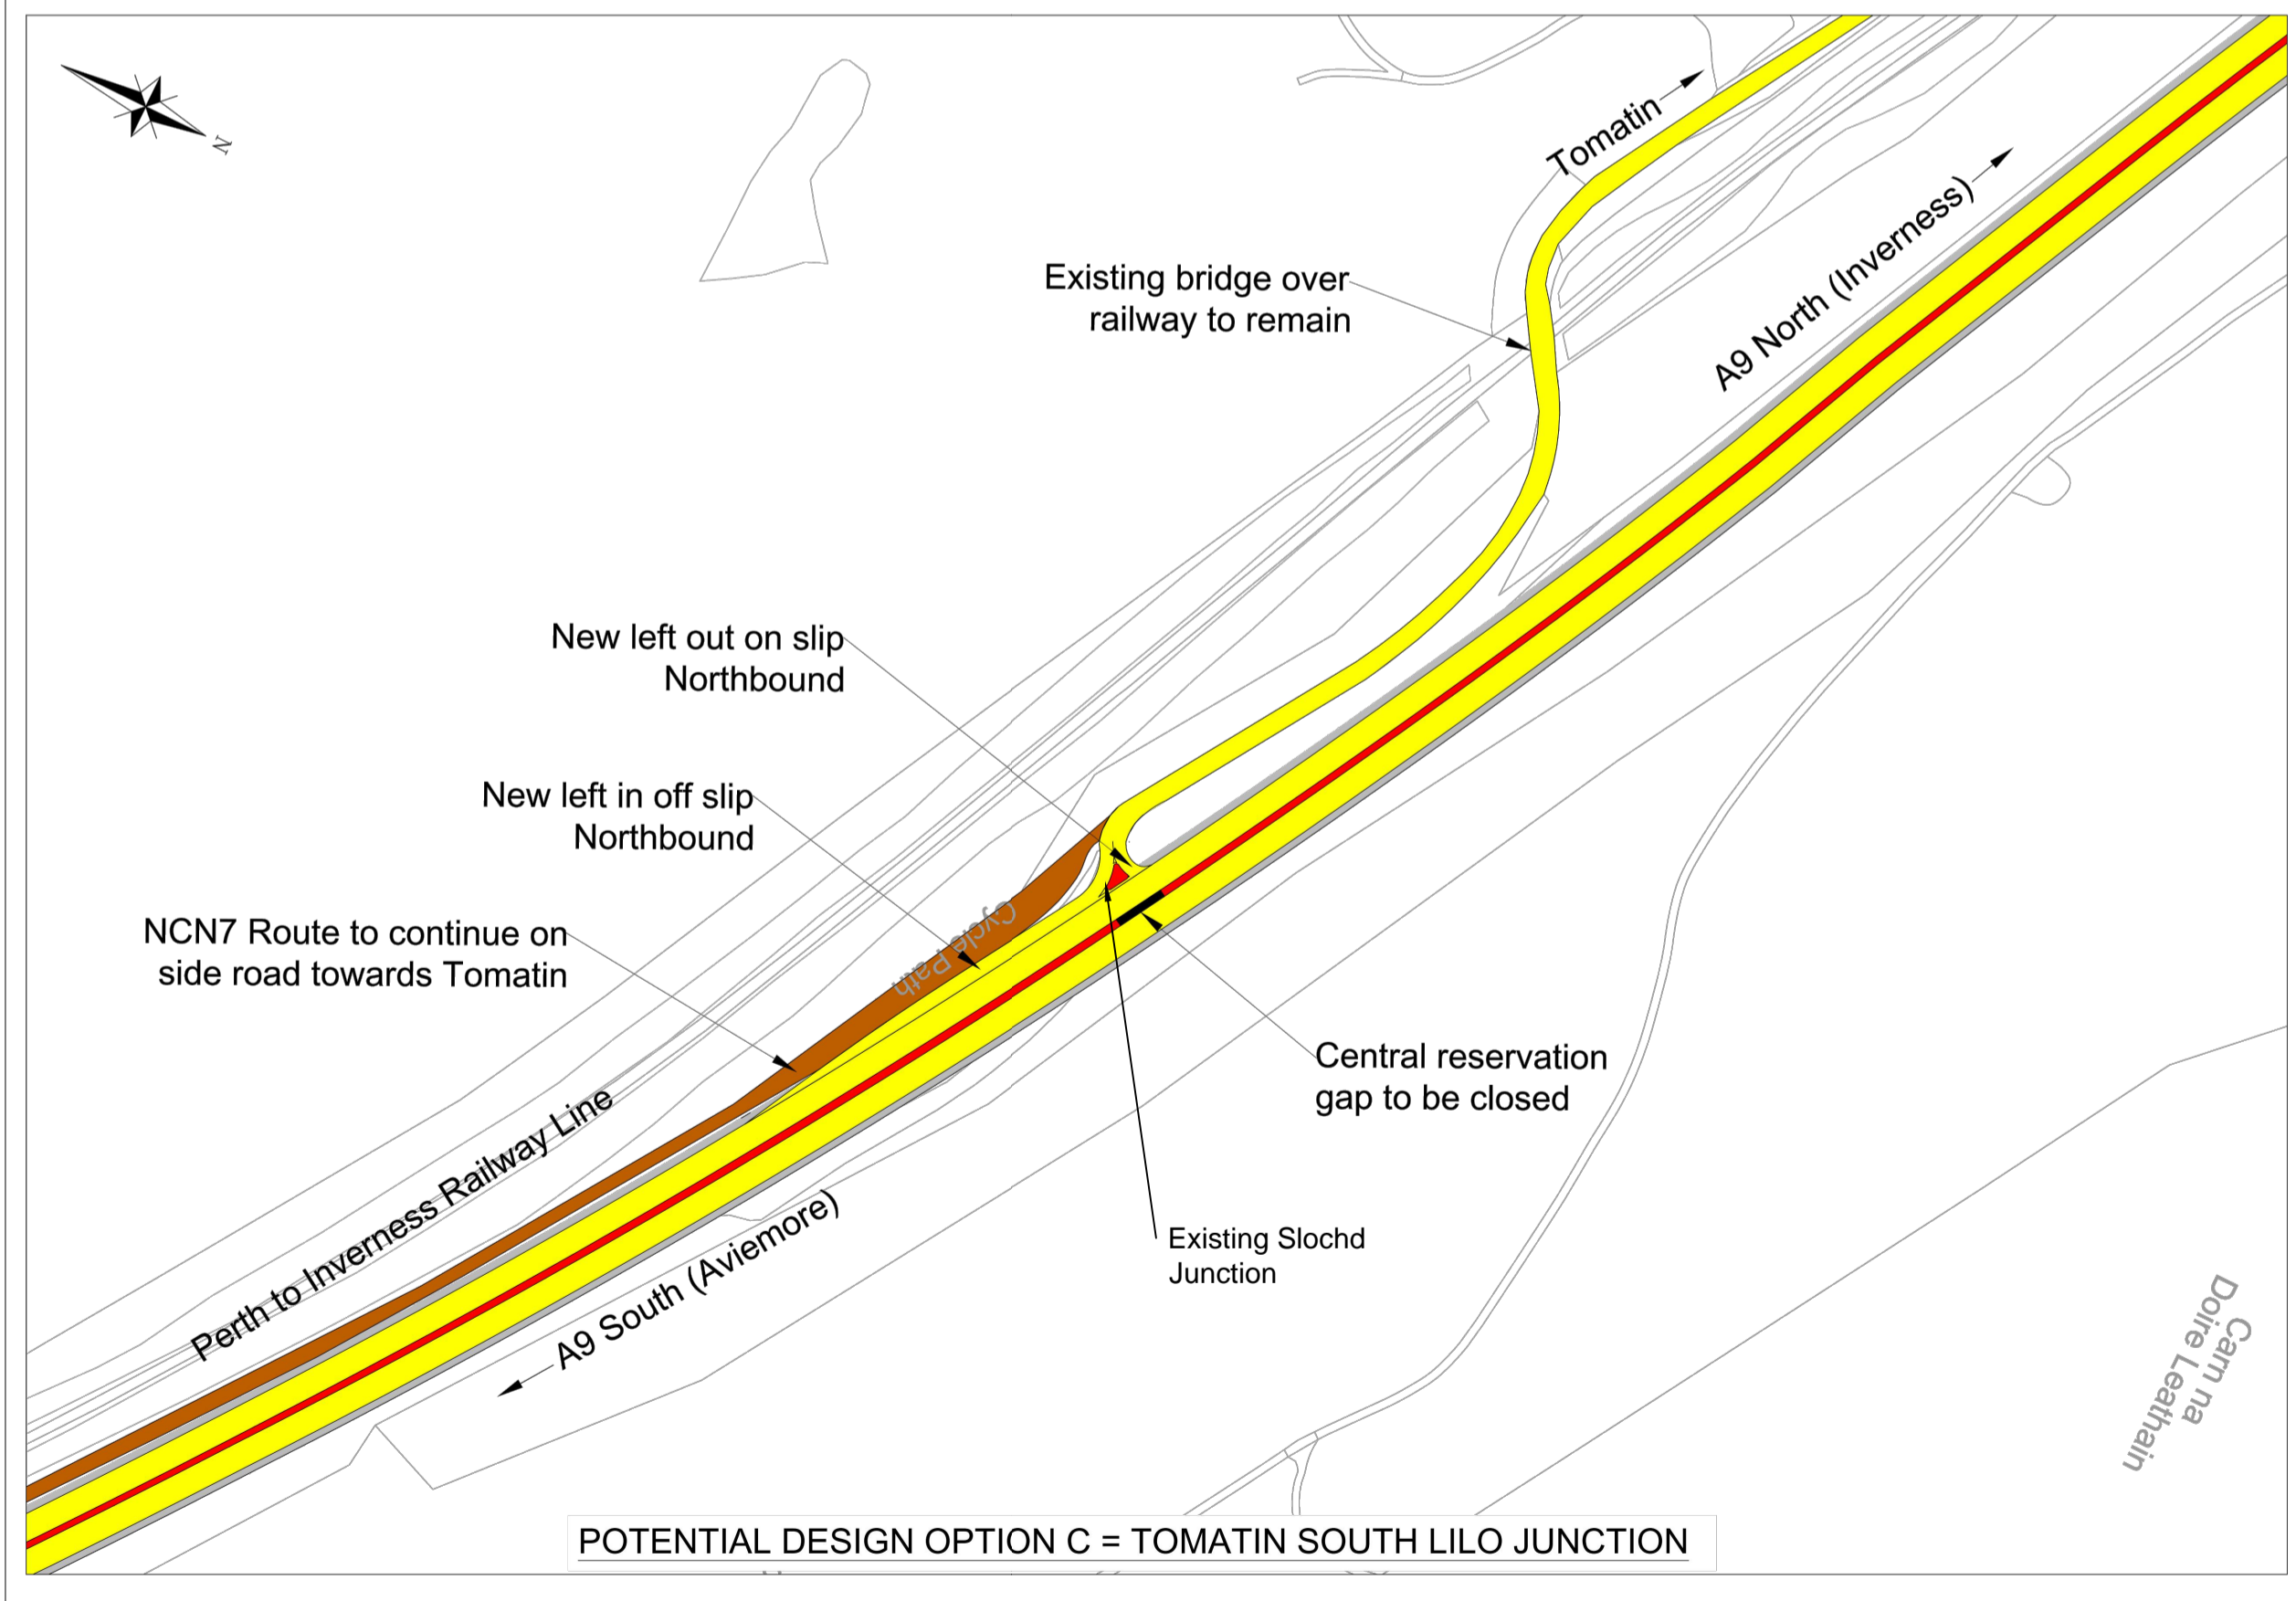 N
Tomatin
A9 North (Inverness)
Existing bridge over
railway to remain
New left out on slip
Northbound
New left in off slip
Northbound
NCN7 Route to continue on
side road towards Tomatin
Cycle Path
Central reservation
gap to be closed
Perth to Inverness Railway Line
A9 South (Aviemore)
Existing Slochd
Junction
Carn na
Doire Leathain
POTENTIAL DESIGN OPTION C = TOMATIN SOUTH LILO JUNCTION